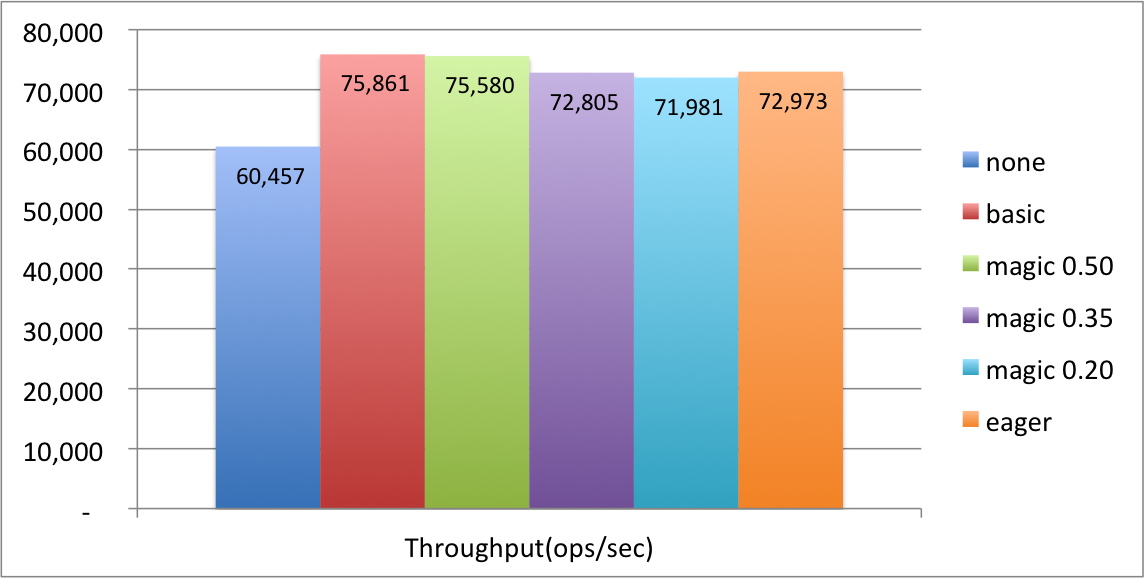 80,000
70,000
60,000
50,000
40,000
30,000
20,000
10,000
-
60,457
75,861
75,580
72,805
71,981
72,973
Throughput(ops/sec)
none
basic
magic 0.50
magic 0.35
magic 0.20
eager